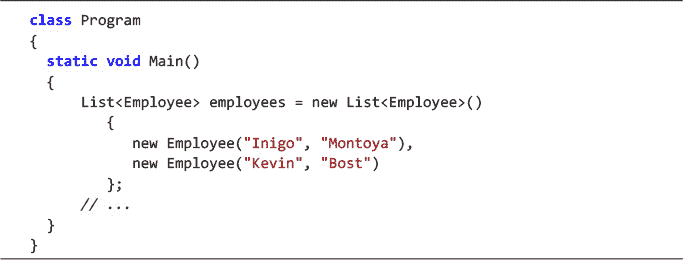 class Program
{
  static void Main()
  {
      List<Employee> employees = new List<Employee>()
         {
            new Employee("Inigo", "Montoya"),
            new Employee("Kevin", "Bost")
         };
      // ...
  }
}